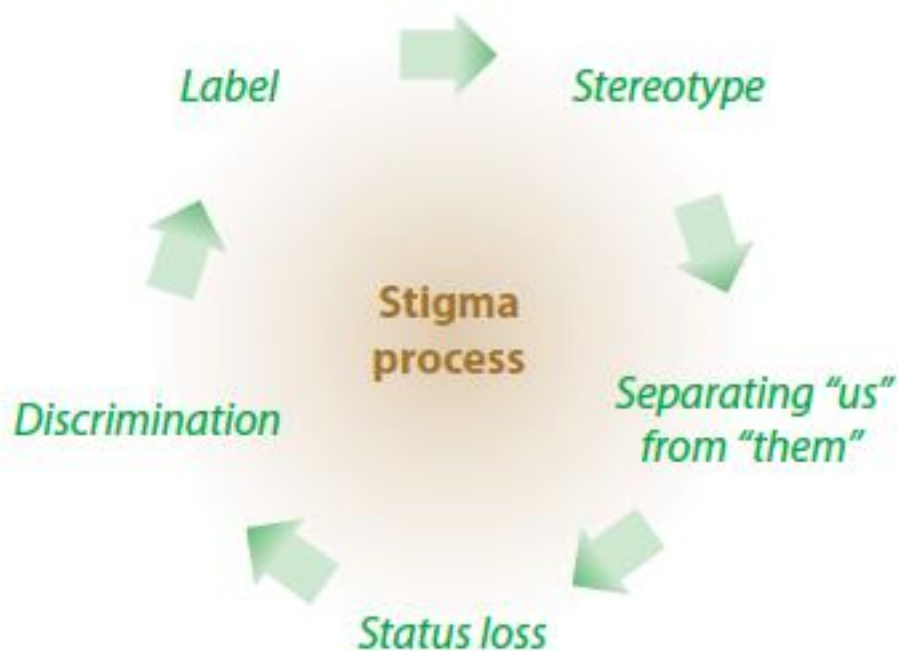 Label
Stereotype
Stigma
process
Separating “us”
from “them”
Discrimination
Status loss